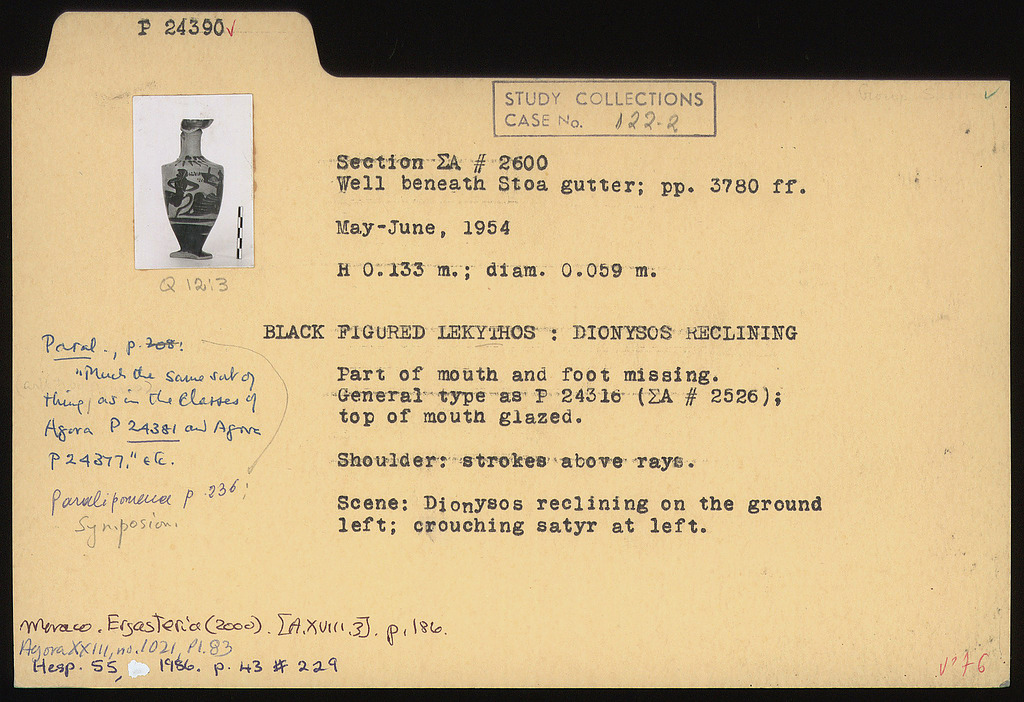 P 24390 ✓
STUDY COLLECTIONS
CASE No. 122-2
Section ΣA # 2600
Well beneath Stoa gutter; pp. 3780 ff.
May-June, 1954
H 0.133 m.; diam. 0.059 m.
BLACK FIGURED LEKYTHOS : DIONYSOS RECLINING
Part of mouth and foot missing.
General type as P 24316 (ΣA # 2526);
top of mouth glazed.
Shoulder: strokes above rays.
Scene: Dionysos reclining on the ground
left; crouching satyr at left.
Paral., p. 208:
"Much the same sort of
thing, as in the Classes of
Agora P 24381 and Agora
P 24377," etc.
Paralipomena p. 236;
Symposion.
Monaco. Ergasteria (2000). [A.XVIII.3]. p. 186.
Agora XXIII, no. 1021, Pl. 83
Hesp. 55, 1986. p. 43 # 229